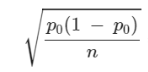 √(p₀(1 − p₀) / n)